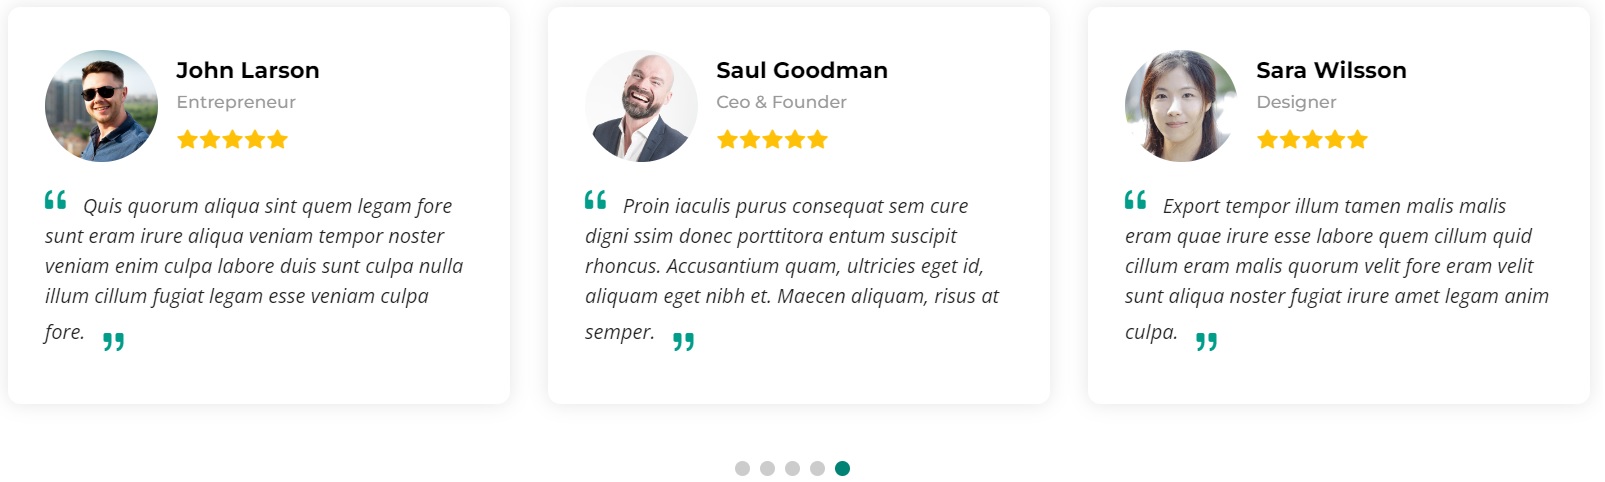 John Larson
Entrepreneur
“ Quis quorum aliqua sint quem legam fore
sunt eram irure aliqua veniam tempor noster
veniam enim culpa labore duis sunt culpa nulla
illum cillum fugiat legam esse veniam culpa
fore. ”
Saul Goodman
Ceo & Founder
“ Proin iaculis purus consequat sem cure
digni ssim donec porttitora entum suscipit
rhoncus. Accusantium quam, ultricies eget id,
aliquam eget nibh et. Maecen aliquam, risus at
semper. ”
Sara Wilsson
Designer
“ Export tempor illum tamen malis malis
eram quae irure esse labore quem cillum quid
cillum eram malis quorum velit fore eram velit
sunt aliqua noster fugiat irure amet legam anim
culpa. ”